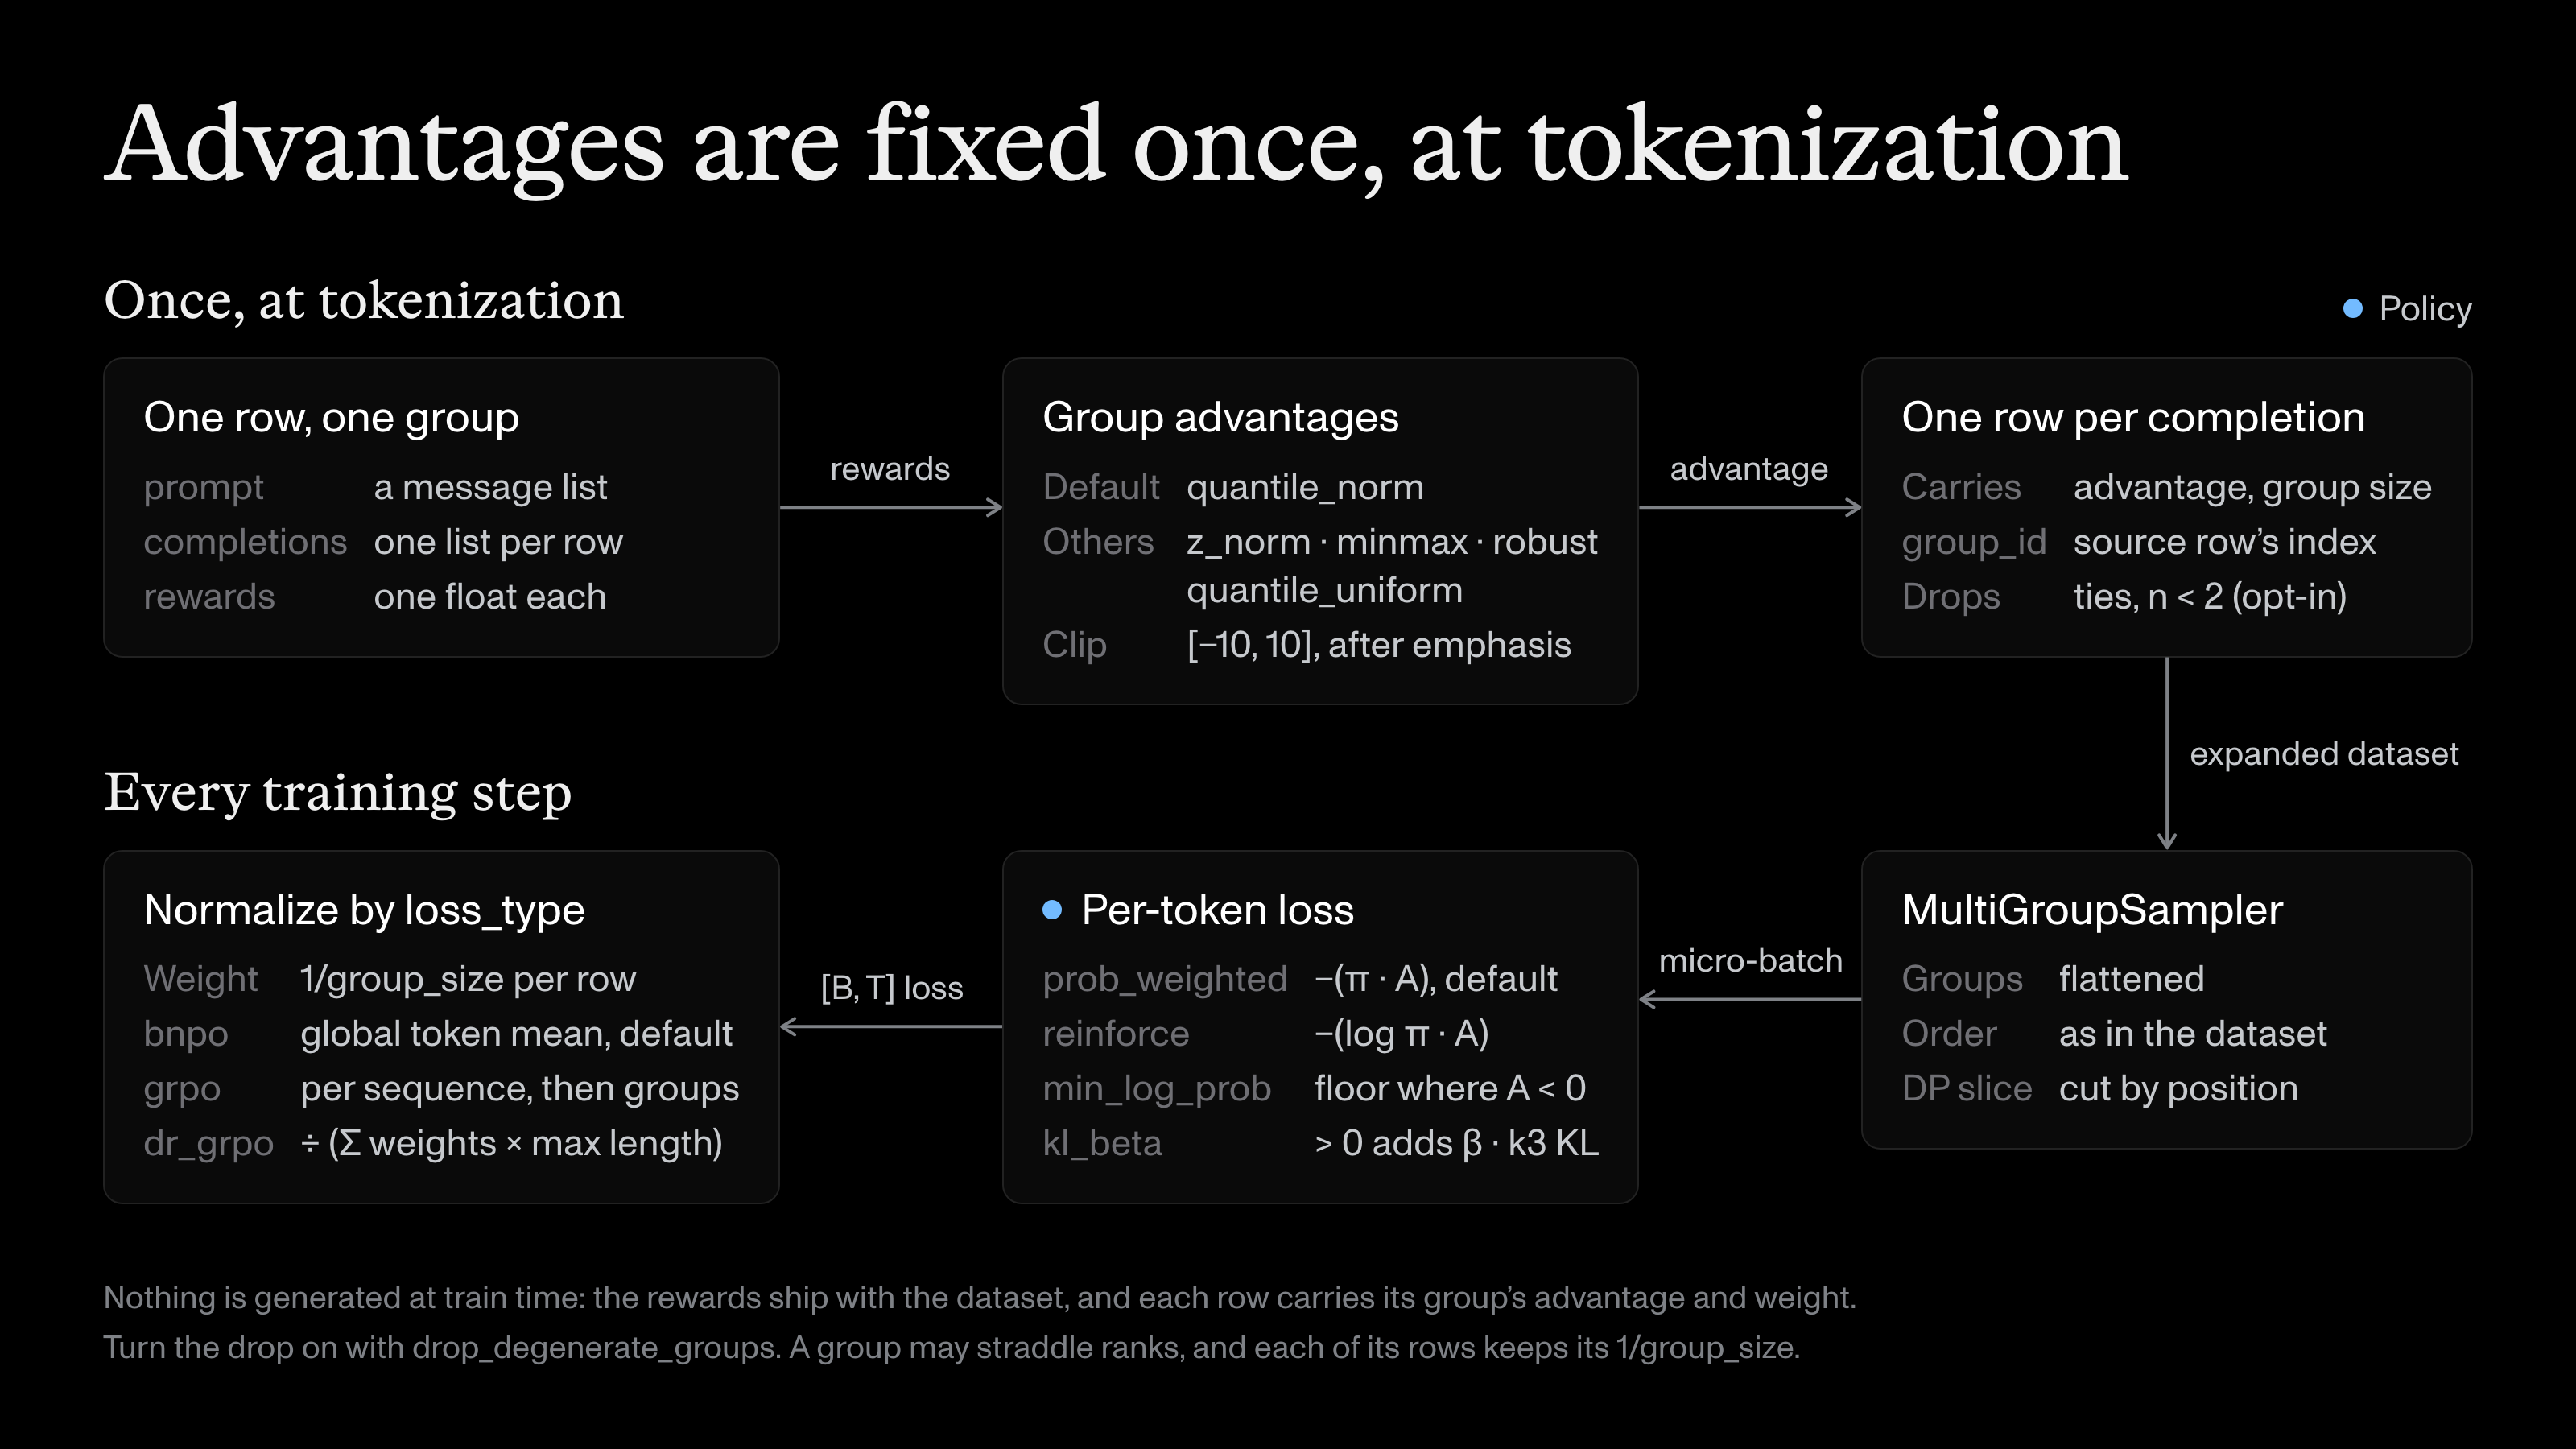 Advantages are fixed once, at tokenization
Once, at tokenization
Policy
One row, one group
prompt a message list
completions one list per row
rewards one float each
rewards
Group advantages
Default quantile_norm
Others z_norm · minmax · robust
quantile_uniform
Clip [−10, 10], after emphasis
advantage
One row per completion
Carries advantage, group size
group_id source row’s index
Drops ties, n < 2 (opt-in)
expanded dataset
Every training step
Normalize by loss_type
Weight 1/group_size per row
bnpo global token mean, default
grpo per sequence, then groups
dr_grpo ÷ (Σ weights × max length)
[B, T] loss
Per-token loss
prob_weighted −(π · A), default
reinforce −(log π · A)
min_log_prob floor where A < 0
kl_beta > 0 adds β · k3 KL
micro-batch
MultiGroupSampler
Groups flattened
Order as in the dataset
DP slice cut by position
Nothing is generated at train time: the rewards ship with the dataset, and each row carries its group’s advantage and weight.
Turn the drop on with drop_degenerate_groups. A group may straddle ranks, and each of its rows keeps its 1/group_size.